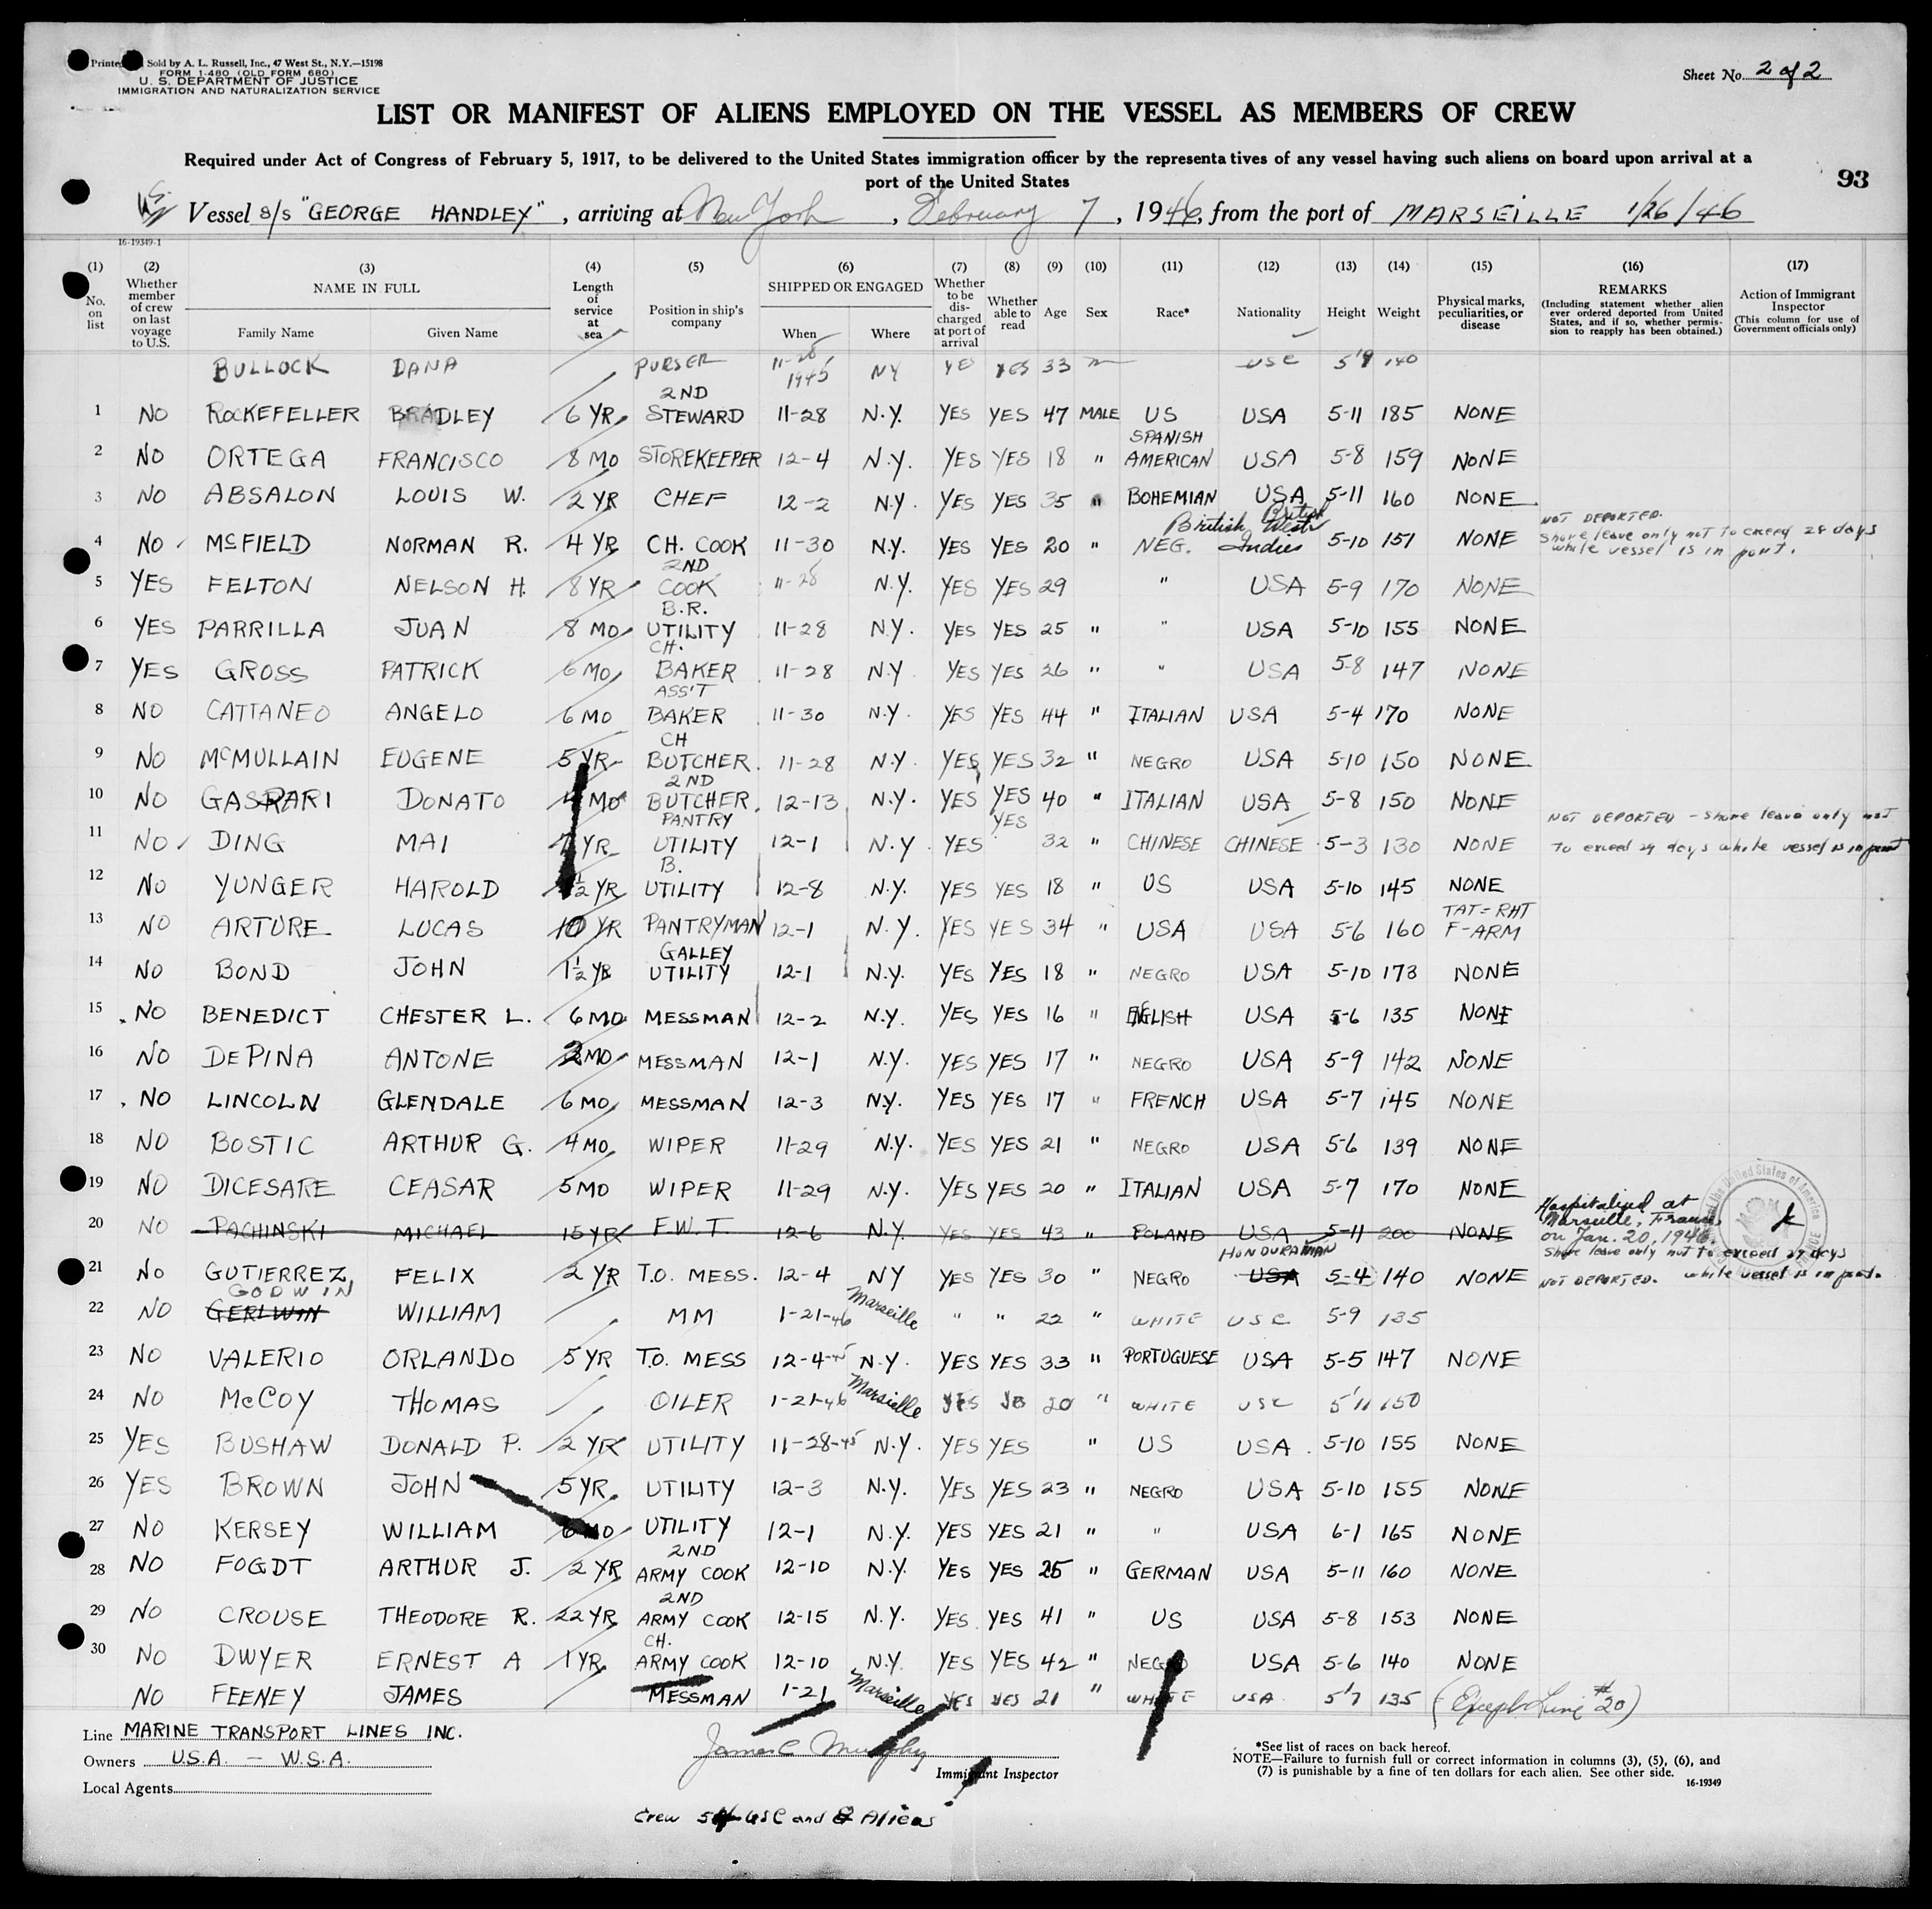 Printed Sold by A. L. Russell, Inc., 47 West St., N.Y.—15198
FORM I-480 (OLD FORM 680)
U. S. DEPARTMENT OF JUSTICE
IMMIGRATION AND NATURALIZATION SERVICE
Sheet No. 2 of 2
LIST OR MANIFEST OF ALIENS EMPLOYED ON THE VESSEL AS MEMBERS OF CREW
Required under Act of Congress of February 5, 1917, to be delivered to the United States immigration officer by the representatives of any vessel having such aliens on board upon arrival at a
port of the United States
93
Vessel S/S "GEORGE HANDLEY", arriving at New York, February 7, 1946, from the port of MARSEILLE 1/26/46
16-19349-1
(1) No. on list
(2) Whether member of crew on last voyage to U.S.
(3) NAME IN FULL Family Name Given Name
(4) Length of service at sea
(5) Position in ship's company
(6) SHIPPED OR ENGAGED When Where
(7) Whether to be discharged at port of arrival
(8) Whether able to read
(9) Age
(10) Sex
(11) Race*
(12) Nationality
(13) Height
(14) Weight
(15) Physical marks, peculiarities, or disease
(16) REMARKS (Including statement whether alien ever ordered deported from United States, and if so, whether permission to reapply has been obtained.)
(17) Action of Immigrant Inspector (This column for use of Government officials only)
BULLOCK DANA PURSER 11-28 1945 NY YES YES 33 m USC 5'9 140
1 NO ROCKEFELLER BRADLEY 6 YR 2ND STEWARD 11-28 N.Y. YES YES 47 MALE US USA 5-11 185 NONE
2 NO ORTEGA FRANCISCO 8 MO STOREKEEPER 12-4 N.Y. YES YES 18 " SPANISH AMERICAN USA 5-8 159 NONE
3 NO ABSALON LOUIS W. 2 YR CHEF 12-2 N.Y. YES YES 35 " BOHEMIAN USA 5-11 160 NONE
4 NO McFIELD NORMAN R. 4 YR CH. COOK 11-30 N.Y. YES YES 20 " NEG. British West Indies British 5-10 151 NONE NOT DEPORTED. Shore leave only not to exceed 29 days while vessel is in port.
5 YES FELTON NELSON H. 8 YR 2ND COOK 11-28 N.Y. YES YES 29 " USA 5-9 170 NONE
6 YES PARRILLA JUAN 8 MO B.R. UTILITY 11-28 N.Y. YES YES 25 " " USA 5-10 155 NONE
7 YES GROSS PATRICK 6 MO CH. BAKER 11-28 N.Y YES YES 26 " " USA 5-8 147 NONE
8 NO CATTANEO ANGELO 6 MO ASS'T BAKER 11-30 N.Y. YES YES 44 " ITALIAN USA 5-4 170 NONE
9 NO McMULLAIN EUGENE 5 YR CH BUTCHER 11-28 N.Y. YES YES 32 " NEGRO USA 5-10 150 NONE
10 NO GASPARI DONATO 4 MO 2ND BUTCHER 12-13 N.Y. YES YES 40 " ITALIAN USA 5-8 150 NONE
11 NO DING MAI YR PANTRY UTILITY 12-1 N.Y. YES YES 32 " CHINESE CHINESE 5-3 130 NONE NOT DEPORTED - Shore leave only not to exceed 29 days while vessel is in port
12 NO YUNGER HAROLD 1½ YR B. UTILITY 12-8 N.Y. YES YES 18 " US USA 5-10 145 NONE
13 NO ARTURE LUCAS 10 YR PANTRYMAN 12-1 N.Y. YES YES 34 " USA USA 5-6 160 TAT = RHT F-ARM
14 NO BOND JOHN 1½ YR GALLEY UTILITY 12-1 N.Y. YES YES 18 " NEGRO USA 5-10 173 NONE
15 NO BENEDICT CHESTER L. 6 MO MESSMAN 12-2 N.Y. YES YES 16 " ENGLISH USA 5-6 135 NONE
16 NO DEPINA ANTONE 2 MO MESSMAN 12-1 N.Y. YES YES 17 " NEGRO USA 5-9 142 NONE
17 NO LINCOLN GLENDALE 6 MO MESSMAN 12-3 N.Y. YES YES 17 " FRENCH USA 5-7 145 NONE
18 NO BOSTIC ARTHUR G. 4 MO WIPER 11-29 N.Y. YES YES 21 " NEGRO USA 5-6 139 NONE
19 NO DICESARE CEASAR 5 MO WIPER 11-29 N.Y. YES YES 20 " ITALIAN USA 5-7 170 NONE
20 NO PACHINSKI MICHAEL 15 YR F.W.T. 12-6 N.Y. YES YES 43 " POLAND USA 5-11 200 NONE Hospitalized at Marseille, France on Jan. 20, 1946.
21 NO GUTIERREZ, FELIX 2 YR T.O. MESS. 12-4 NY YES YES 30 " NEGRO HONDURANIAN USA 5-4 140 NONE Shore leave only not to exceed 29 days while vessel is in port. NOT DEPORTED.
22 NO GODWIN GERLWIN WILLIAM MM 1-21-46 Marseille " " 22 " WHITE USC 5-9 135
23 NO VALERIO ORLANDO 5 YR T.O. MESS 12-4-45 N.Y. YES YES 33 " PORTUGUESE USA 5-5 147 NONE
24 NO McCOY THOMAS OILER 1-21-46 Marsielle YES YES 20 " WHITE USC 5'11 150
25 YES BUSHAW DONALD P. 2 YR UTILITY 11-28-45 N.Y. YES YES " US USA 5-10 155 NONE
26 YES BROWN JOHN 5 YR. UTILITY 12-3 N.Y. YES YES 23 " NEGRO USA 5-10 155 NONE
27 NO KERSEY WILLIAM 6 MO UTILITY 12-1 N.Y. YES YES 21 " " USA 6-1 165 NONE
28 NO FOGDT ARTHUR J. 2 YR 2ND ARMY COOK 12-10 N.Y. YES YES 25 " GERMAN USA 5-11 160 NONE
29 NO CROUSE THEODORE R. 22 YR 2ND ARMY COOK 12-15 N.Y. YES YES 41 " US USA 5-8 153 NONE
30 NO DWYER ERNEST A 1 YR CH. ARMY COOK 12-10 N.Y. YES YES 42 " NEGRO USA 5-6 140 NONE
NO FEENEY JAMES MESSMAN 1-21 Marseille YES YES 21 " WHITE USA 5'7 135 (Except Line #20)
Line MARINE TRANSPORT LINES INC.
Owners U.S.A. — W.S.A.
Local Agents
James C Murphy
Immigrant Inspector
*See list of races on back hereof.
NOTE—Failure to furnish full or correct information in columns (3), (5), (6), and
(7) is punishable by a fine of ten dollars for each alien. See other side.
16-19349
Crew USC and Aliens